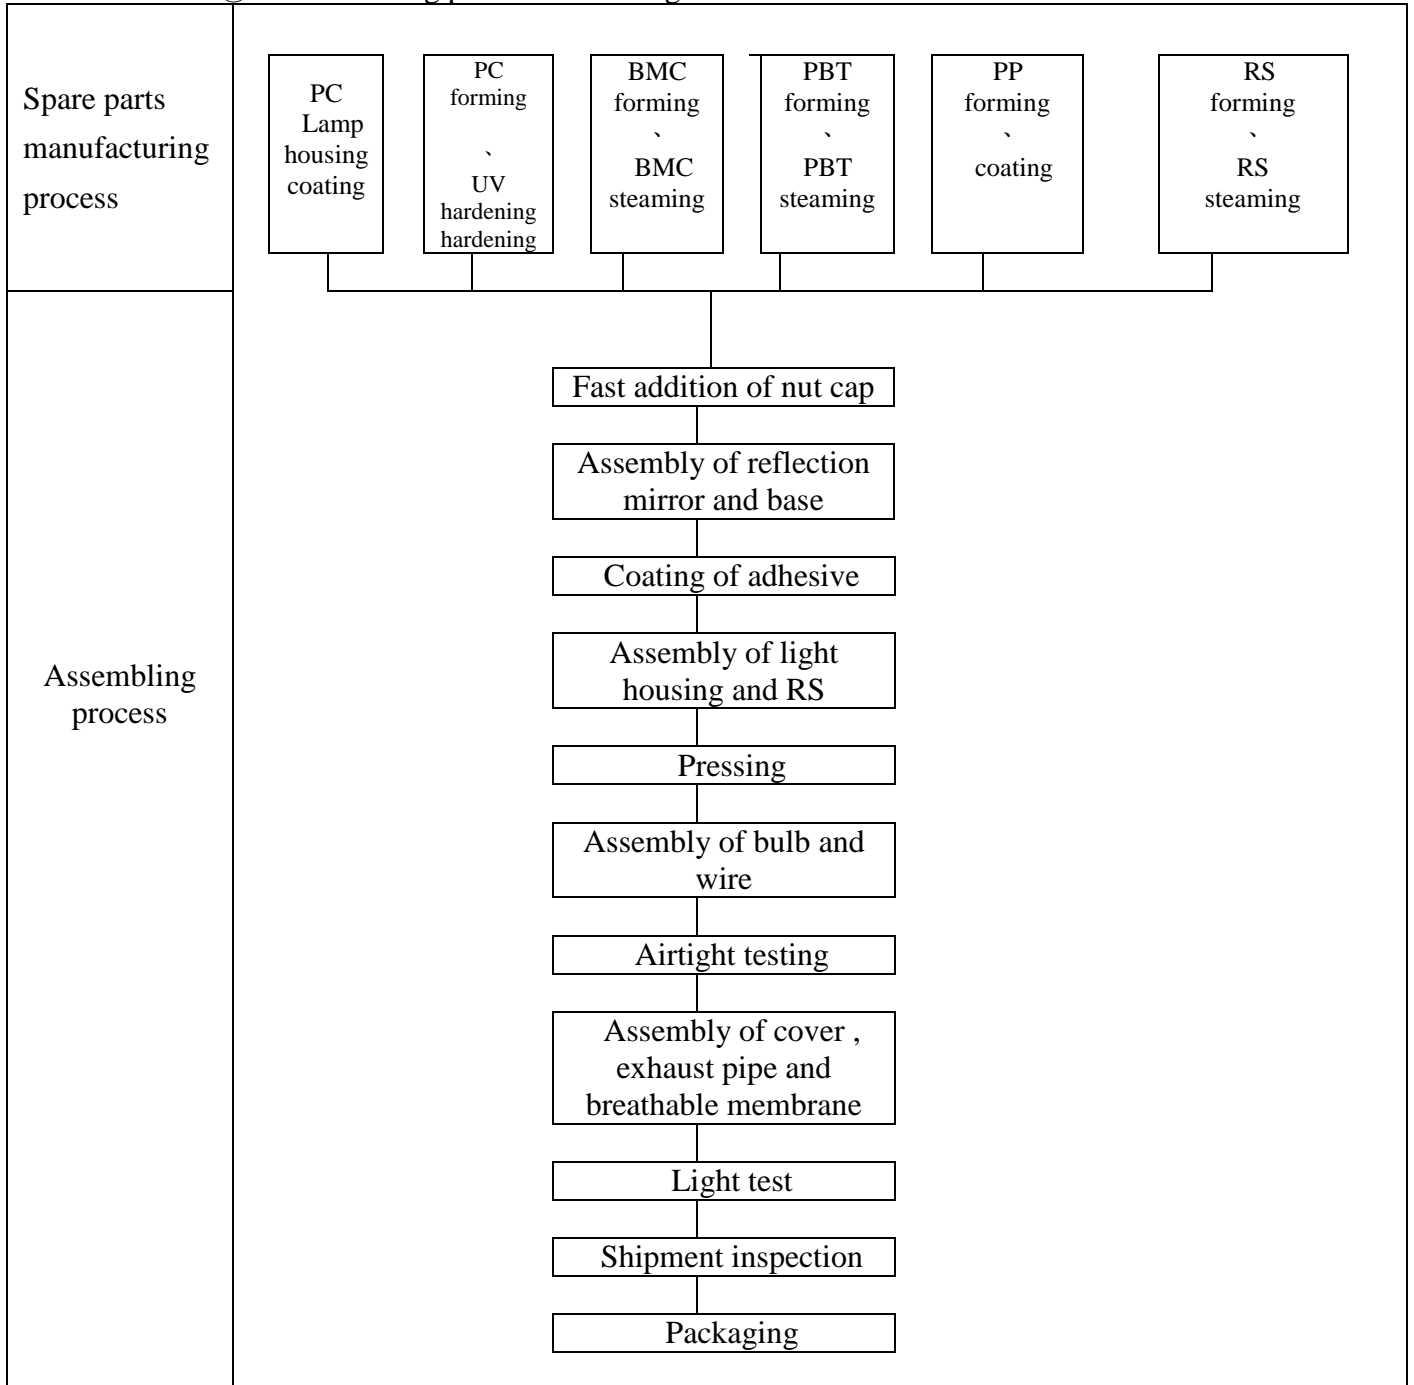 Spare parts
manufacturing
process
PC
Lamp
housing
coating
PC
forming
、
UV
hardening
hardening
BMC
forming
、
BMC
steaming
PBT
forming
、
PBT
steaming
PP
forming
、
coating
RS
forming
、
RS
steaming
Assembling
process
Fast addition of nut cap
Assembly of reflection
mirror and base
Coating of adhesive
Assembly of light
housing and RS
Pressing
Assembly of bulb and
wire
Airtight testing
Assembly of cover ,
exhaust pipe and
breathable membrane
Light test
Shipment inspection
Packaging